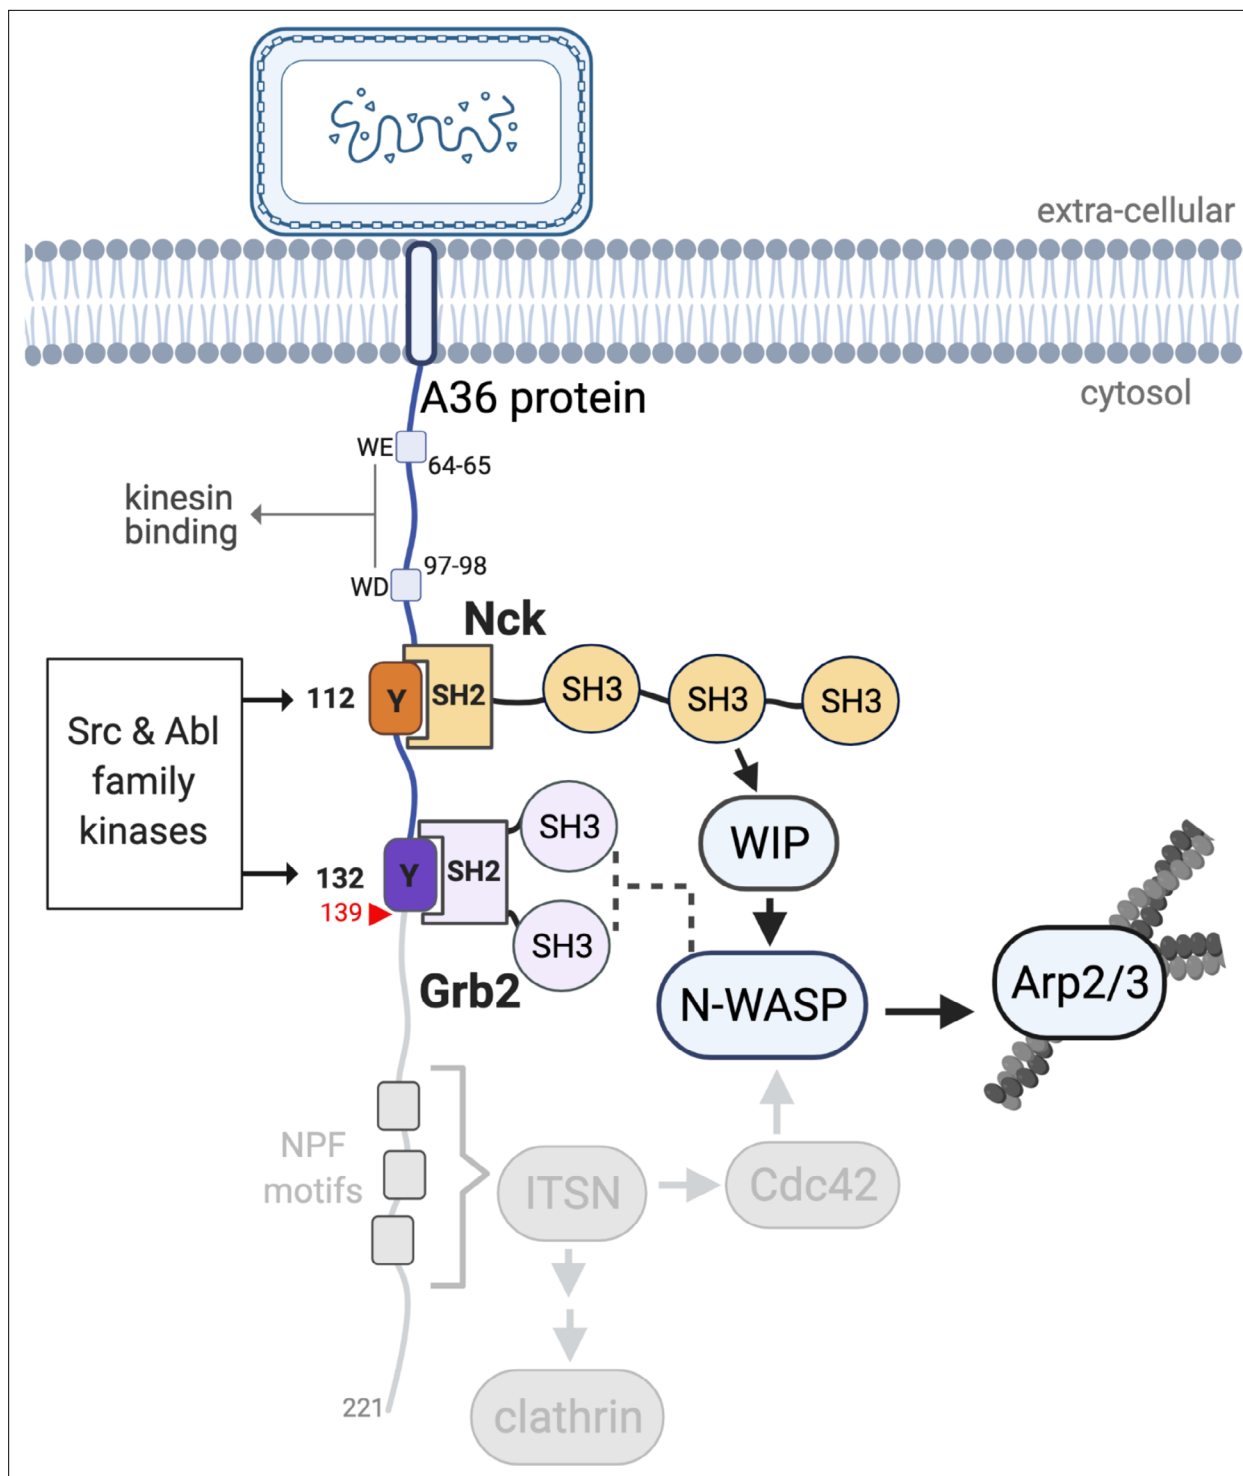 extra-cellular
cytosol
A36 protein
WE
64-65
kinesin
binding
97-98
WD
Nck
Src & Abl
family
kinases
112
Y
SH2
SH3
SH3
SH3
132
Y
SH2
SH3
SH3
139
Grb2
WIP
N-WASP
Arp2/3
NPF
motifs
ITSN
Cdc42
clathrin
221